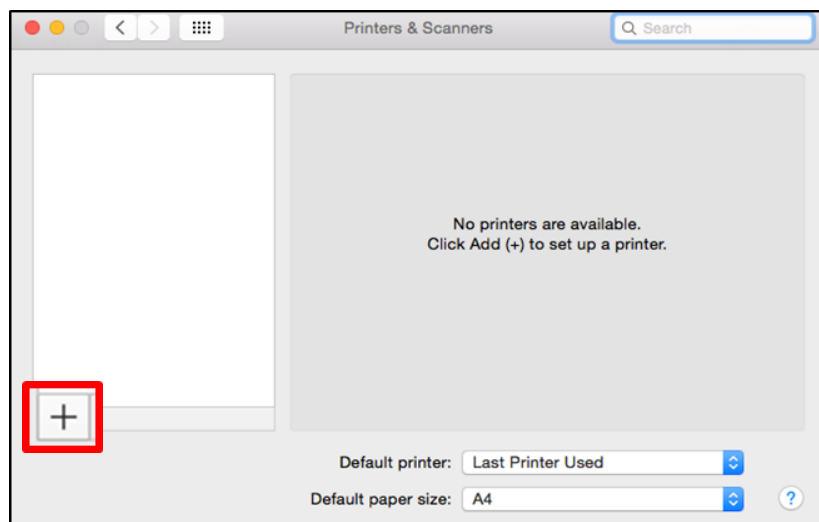 Printers & Scanners
Search
No printers are available.
Click Add (+) to set up a printer.
+
Default printer: Last Printer Used
Default paper size: A4
?